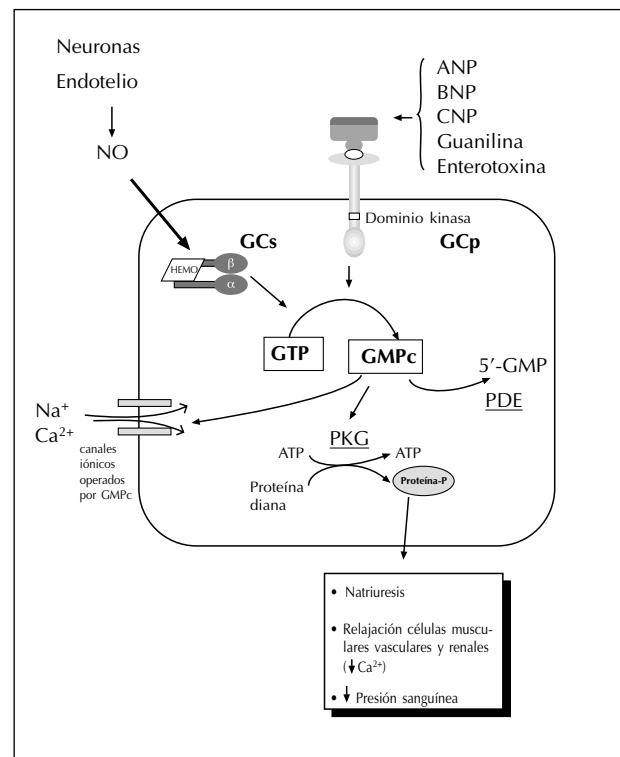 Neuronas
Endotelio
NO
ANP
BNP
CNP
Guanilina
Enterotoxina
Dominio kinasa
GCs
GCp
HEMO
β
α
GTP
GMPc
5’-GMP
PDE
Na⁺
Ca²⁺
canales
iónicos
operados
por GMPc
PKG
ATP
ATP
Proteína
diana
Proteína-P
• Natriuresis
• Relajación células muscu-
lares vasculares y renales
(↓Ca²⁺)
• ↓ Presión sanguínea